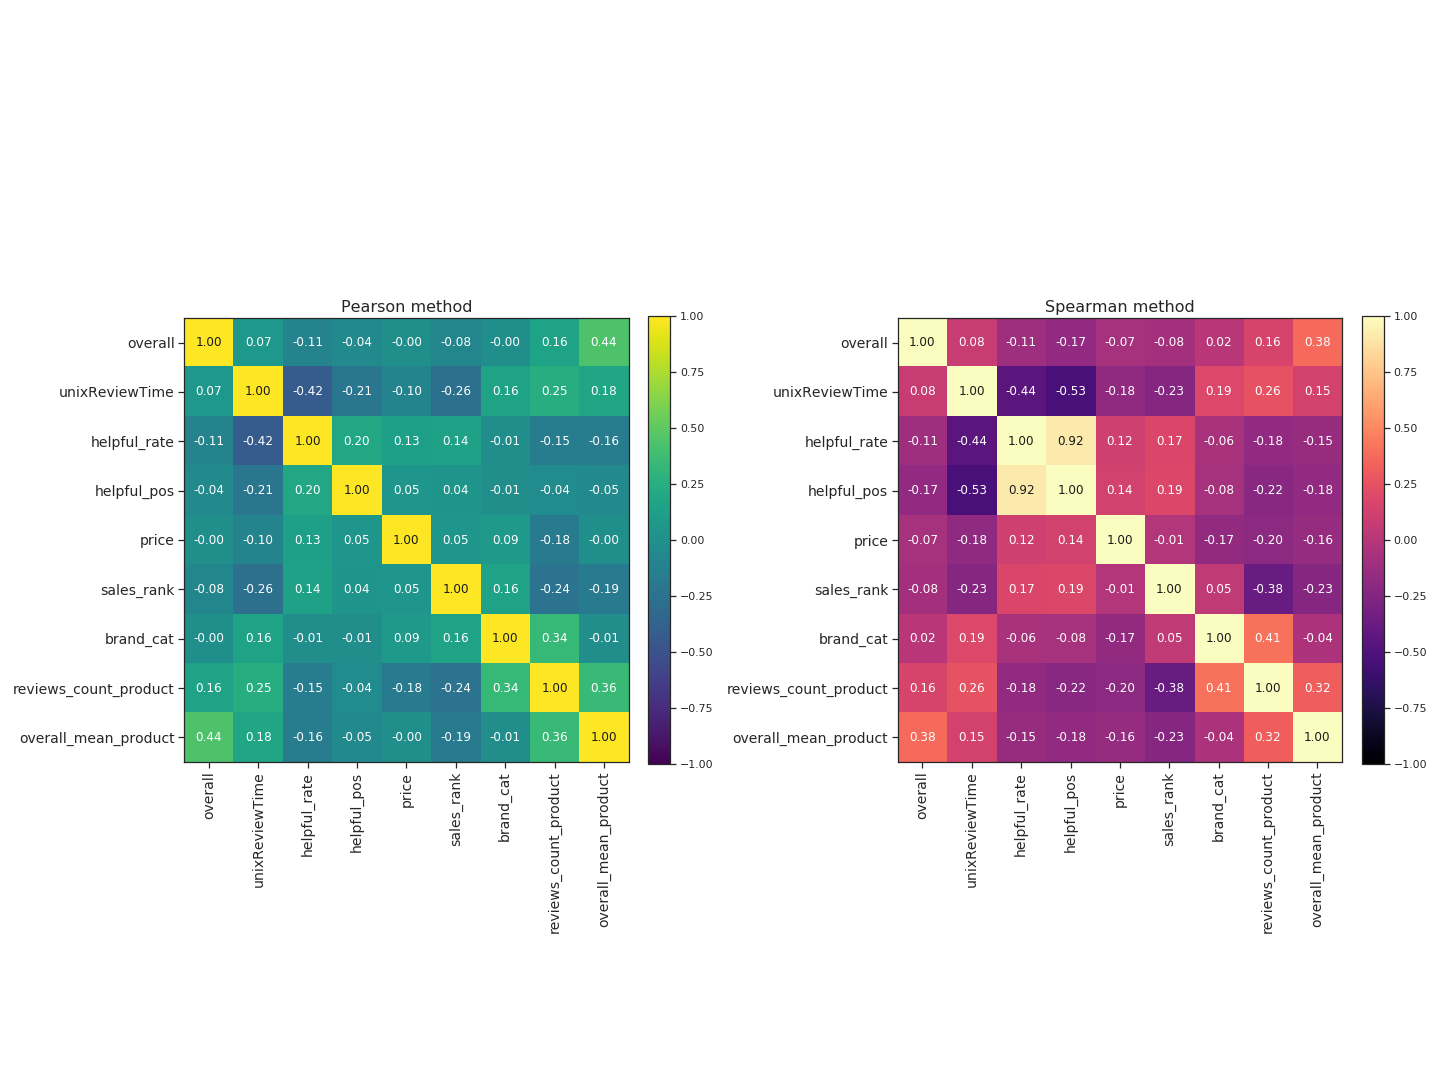 Pearson method
overall 1.00 0.07 -0.11 -0.04 -0.00 -0.08 -0.00 0.16 0.44
unixReviewTime 0.07 1.00 -0.42 -0.21 -0.10 -0.26 0.16 0.25 0.18
helpful_rate -0.11 -0.42 1.00 0.20 0.13 0.14 -0.01 -0.15 -0.16
helpful_pos -0.04 -0.21 0.20 1.00 0.05 0.04 -0.01 -0.04 -0.05
price -0.00 -0.10 0.13 0.05 1.00 0.05 0.09 -0.18 -0.00
sales_rank -0.08 -0.26 0.14 0.04 0.05 1.00 0.16 -0.24 -0.19
brand_cat -0.00 0.16 -0.01 -0.01 0.09 0.16 1.00 0.34 -0.01
reviews_count_product 0.16 0.25 -0.15 -0.04 -0.18 -0.24 0.34 1.00 0.36
overall_mean_product 0.44 0.18 -0.16 -0.05 -0.00 -0.19 -0.01 0.36 1.00
overall
unixReviewTime
helpful_rate
helpful_pos
price
sales_rank
brand_cat
reviews_count_product
overall_mean_product
1.00
0.75
0.50
0.25
0.00
−0.25
−0.50
−0.75
−1.00
Spearman method
overall 1.00 0.08 -0.11 -0.17 -0.07 -0.08 0.02 0.16 0.38
unixReviewTime 0.08 1.00 -0.44 -0.53 -0.18 -0.23 0.19 0.26 0.15
helpful_rate -0.11 -0.44 1.00 0.92 0.12 0.17 -0.06 -0.18 -0.15
helpful_pos -0.17 -0.53 0.92 1.00 0.14 0.19 -0.08 -0.22 -0.18
price -0.07 -0.18 0.12 0.14 1.00 -0.01 -0.17 -0.20 -0.16
sales_rank -0.08 -0.23 0.17 0.19 -0.01 1.00 0.05 -0.38 -0.23
brand_cat 0.02 0.19 -0.06 -0.08 -0.17 0.05 1.00 0.41 -0.04
reviews_count_product 0.16 0.26 -0.18 -0.22 -0.20 -0.38 0.41 1.00 0.32
overall_mean_product 0.38 0.15 -0.15 -0.18 -0.16 -0.23 -0.04 0.32 1.00
overall
unixReviewTime
helpful_rate
helpful_pos
price
sales_rank
brand_cat
reviews_count_product
overall_mean_product
1.00
0.75
0.50
0.25
0.00
−0.25
−0.50
−0.75
−1.00